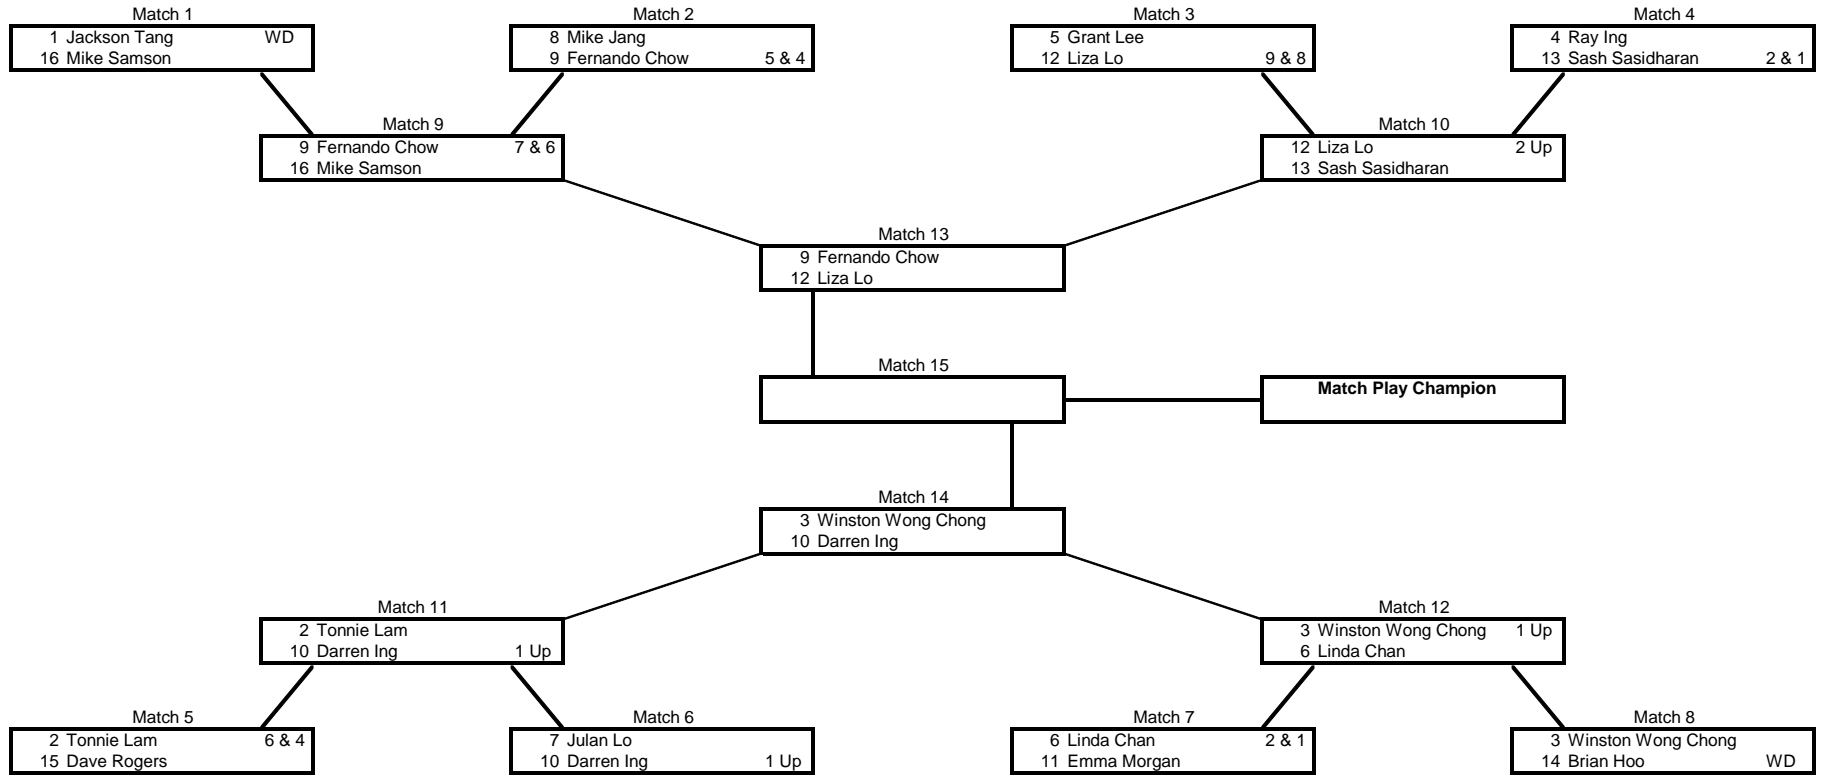 Match 1
1 Jackson Tang WD
16 Mike Samson
Match 2
8 Mike Jang
9 Fernando Chow 5 & 4
Match 3
5 Grant Lee
12 Liza Lo 9 & 8
Match 4
4 Ray Ing
13 Sash Sasidharan 2 & 1
Match 9
9 Fernando Chow 7 & 6
16 Mike Samson
Match 10
12 Liza Lo 2 Up
13 Sash Sasidharan
Match 13
9 Fernando Chow
12 Liza Lo
Match 15
Match Play Champion
Match 14
3 Winston Wong Chong
10 Darren Ing
Match 11
2 Tonnie Lam
10 Darren Ing 1 Up
Match 12
3 Winston Wong Chong 1 Up
6 Linda Chan
Match 5
2 Tonnie Lam 6 & 4
15 Dave Rogers
Match 6
7 Julan Lo
10 Darren Ing 1 Up
Match 7
6 Linda Chan 2 & 1
11 Emma Morgan
Match 8
3 Winston Wong Chong
14 Brian Hoo WD